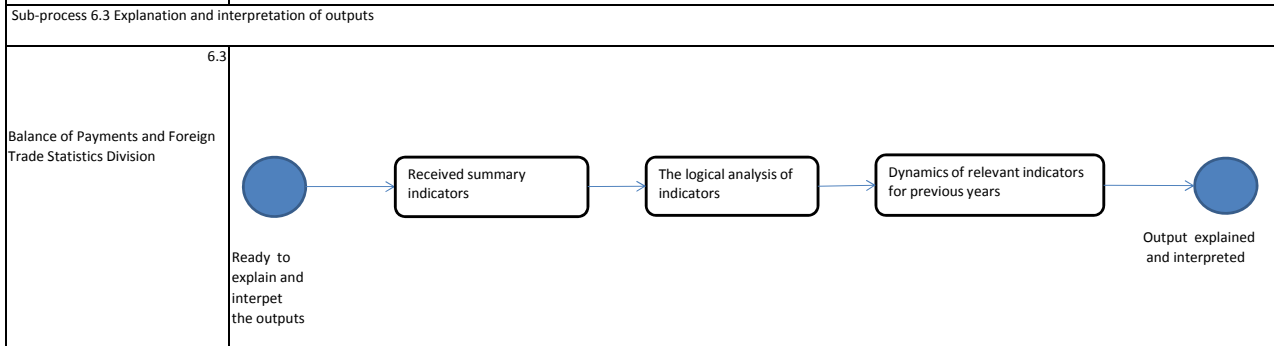 Sub-process 6.3 Explanation and interpretation of outputs
6.3
Balance of Payments and Foreign
Trade Statistics Division
Received summary
indicators
The logical analysis of
indicators
Dynamics of relevant indicators
for previous years
Ready to
explain and
interpet
the outputs
Output explained
and interpreted